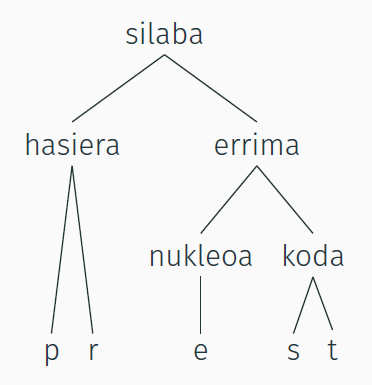 silaba
hasiera errima
nukleoa koda
p r e s t